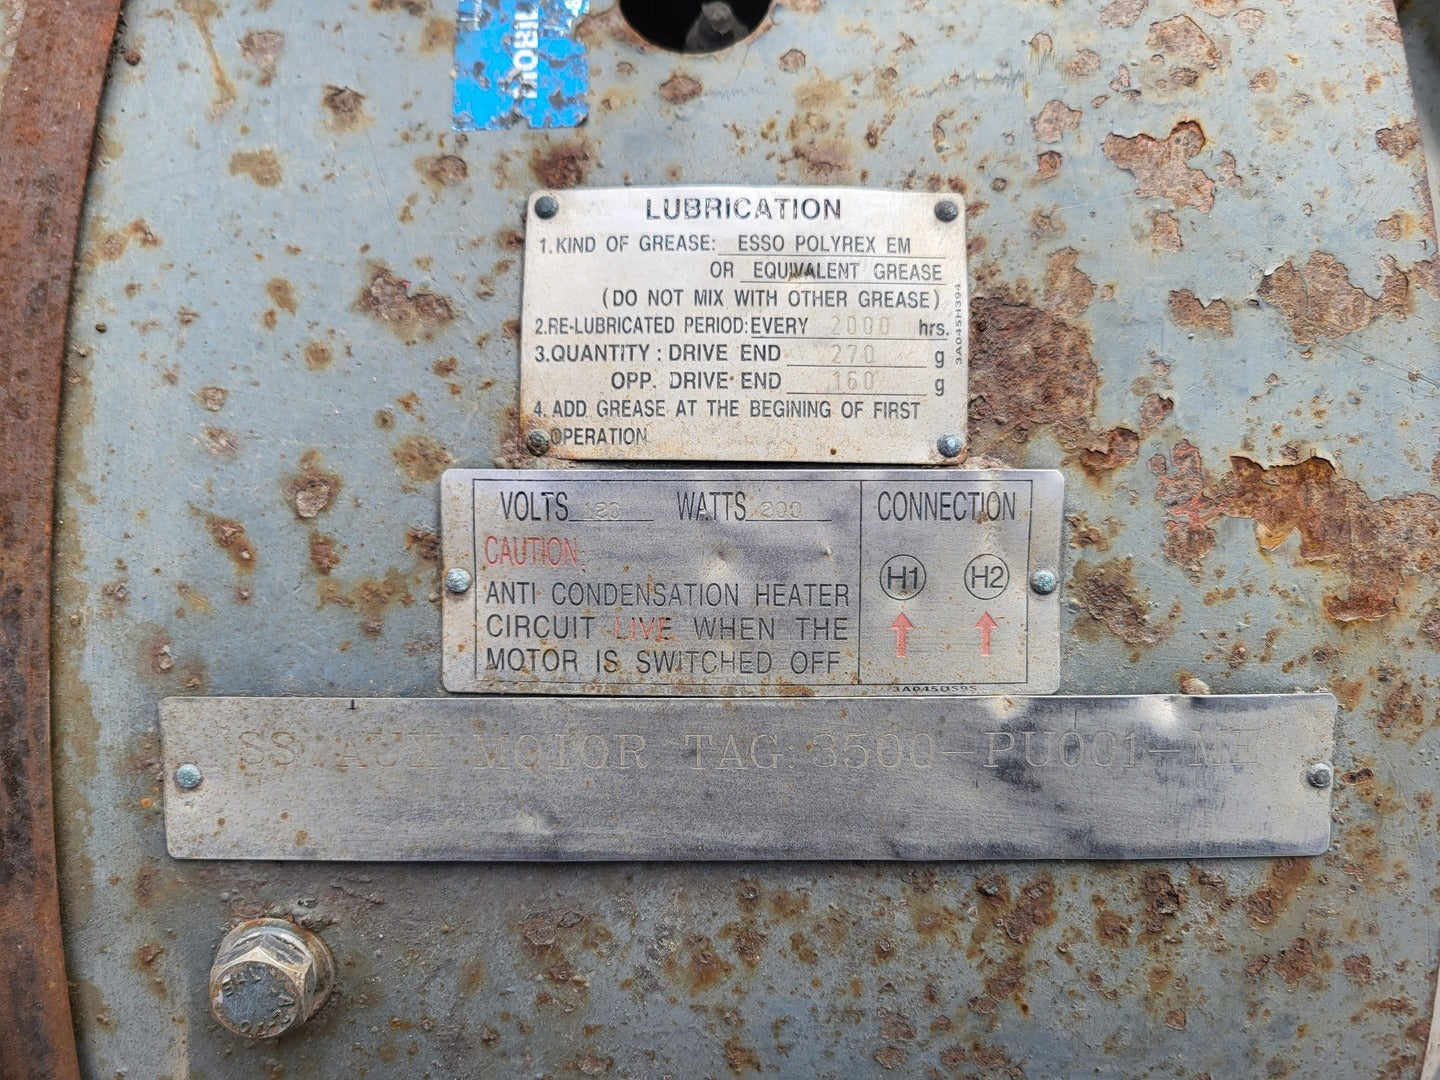 MOBIL
LUBRICATION
1. KIND OF GREASE: ESSO POLYREX EM
OR EQUIVALENT GREASE
(DO NOT MIX WITH OTHER GREASE)
2. RE-LUBRICATED PERIOD: EVERY 2000 hrs.
3. QUANTITY : DRIVE END 270 g
OPP. DRIVE END 160 g
4. ADD GREASE AT THE BEGINING OF FIRST
OPERATION
3A045H394
VOLTS WATTS 200
CAUTION
ANTI CONDENSATION HEATER
CIRCUIT LIVE WHEN THE
MOTOR IS SWITCHED OFF
CONNECTION
H1 H2
3A045D595
SS AUX MOTOR TAG: 3500-PU001-